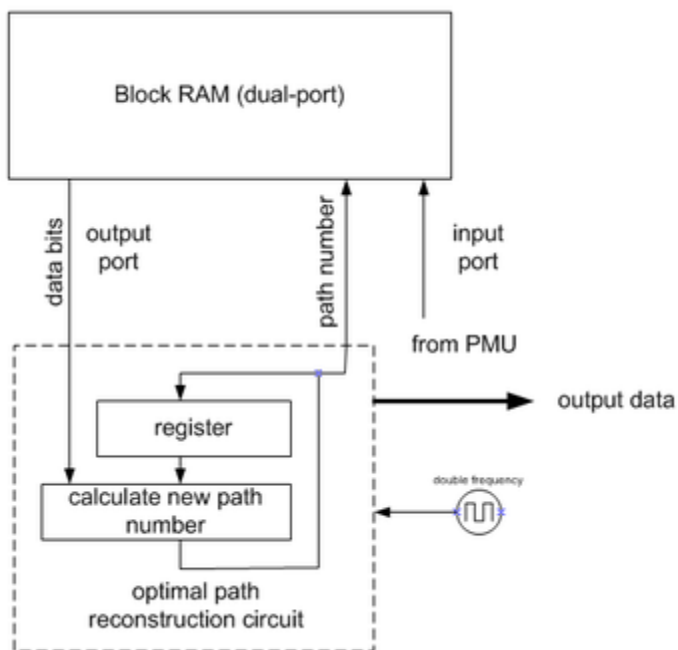 Block RAM (dual-port)
data bits
output
port
path number
input
port
from PMU
output data
register
calculate new path
number
double frequency
optimal path
reconstruction circuit